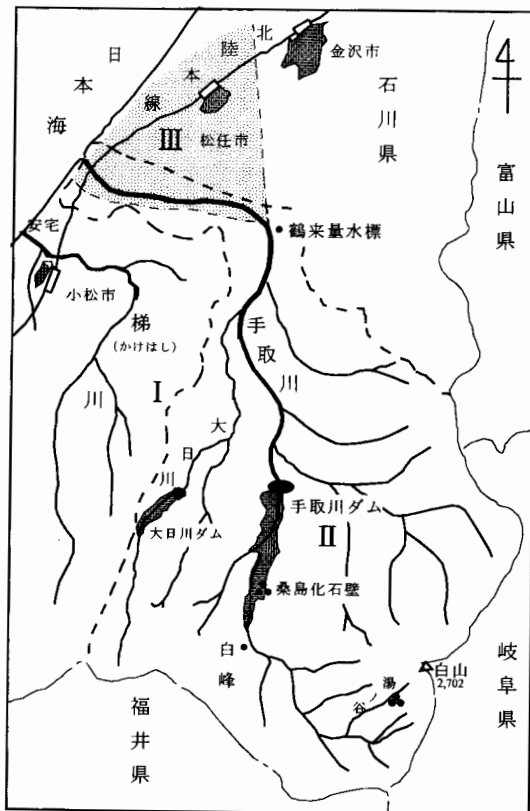 日本海
北陸本線
金沢市
石川県
富山県
III
松任市
安宅
鶴来量水標
小松市
梯川
(かけはし)
手取川
I
大日川
手取川ダム
大日川ダム
II
桑島化石壁
白峰
白山
2,702
湯ノ谷
岐阜県
福井県